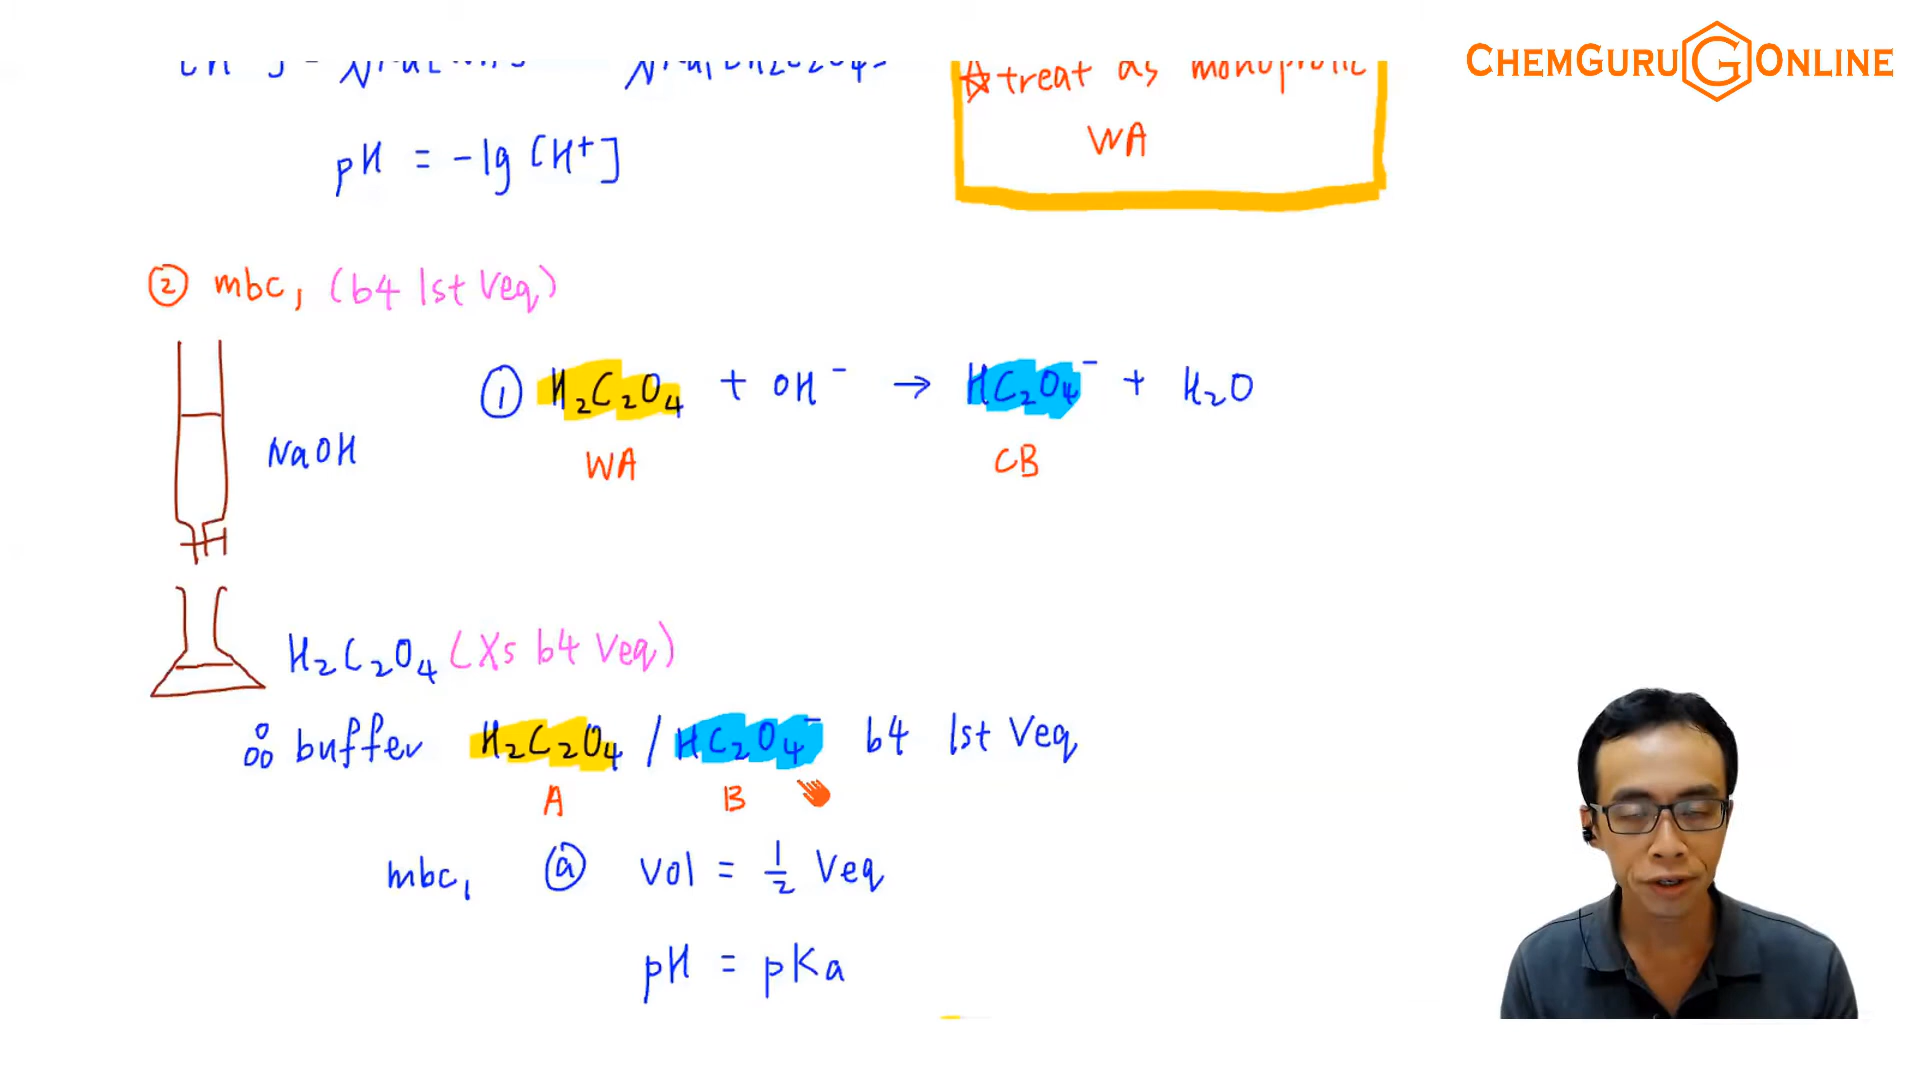 CHEMGURU G ONLINE
☆ treat as monoprotic
WA
pH = -lg [H⁺]
② mbc, (b4 1st Veq)
① H₂C₂O₄ + OH⁻ → HC₂O₄⁻ + H₂O
WA CB
NaOH
H₂C₂O₄ (Xs b4 Veq)
∴ buffer H₂C₂O₄ / HC₂O₄⁻ b4 1st Veq
A B
mbc, ⓐ vol = ½ Veq
pH = pKa